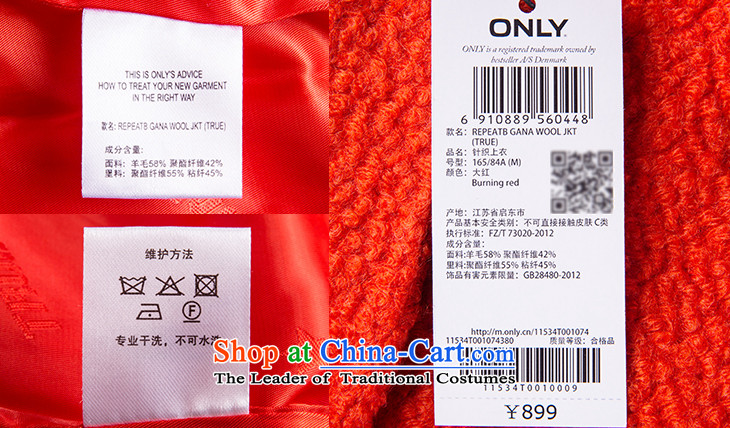 THIS IS ONLY'S ADVICE
HOW TO TREAT YOUR NEW GARMENT
IN THE RIGHT WAY
款名: REPEATB GANA WOOL JKT (TRUE)
成分含量:
面料: 羊毛58% 聚酯纤维42%
里料: 聚酯纤维55% 粘纤45%
维护方法
F
专业干洗,不可水洗
ONLY
ONLY is a registered trademark owned by
bestseller A/S Denmark
6 910889 560448
款名: REPEATB GANA WOOL JKT
(TRUE)
品名: 针织上衣
号型: 165/84A (M)
颜色: 大红
Burning red
产地: 江苏省启东市
产品基本安全类别: 不可直接接触皮肤 C类
执行标准: FZ/T 73020-2012
成分含量:
面料: 羊毛58% 聚酯纤维42%
里料: 聚酯纤维55% 粘纤45%
饰品有害元素限量: GB28480-2012
http://m.only.cn/11534T001074
11534T001074380 质量等级: 合格品
11534T0010009
¥899
Shop at China-Cart.com
The Leader of Traditional Costumes